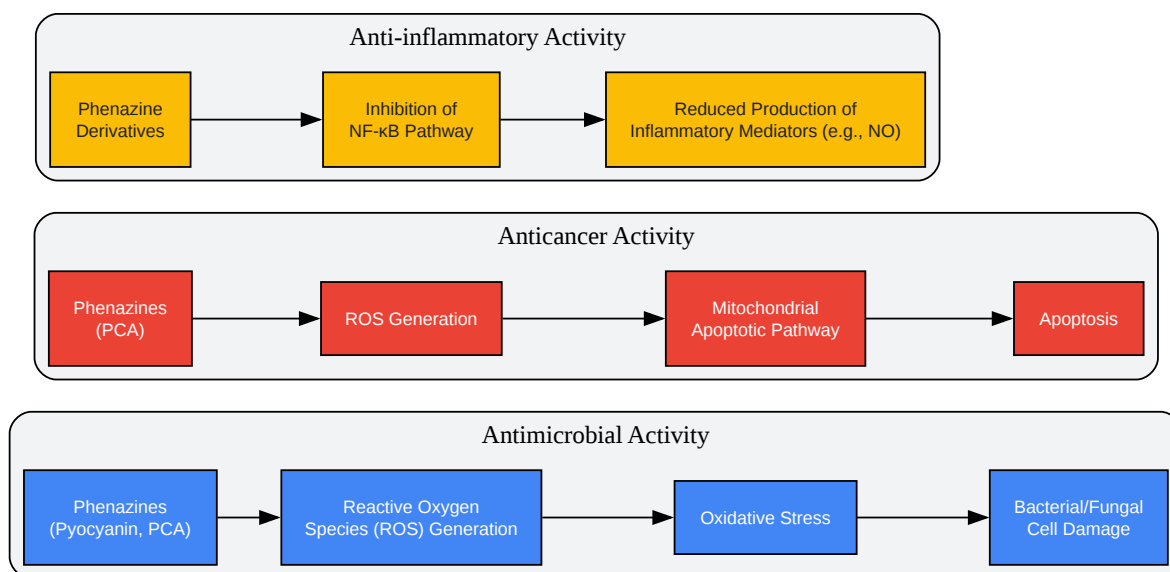 Anti-inflammatory Activity
Phenazine
Derivatives
Inhibition of
NF-κB Pathway
Reduced Production of
Inflammatory Mediators (e.g., NO)
Anticancer Activity
Phenazines
(PCA)
ROS Generation
Mitochondrial
Apoptotic Pathway
Apoptosis
Antimicrobial Activity
Phenazines
(Pyocyanin, PCA)
Reactive Oxygen
Species (ROS) Generation
Oxidative Stress
Bacterial/Fungal
Cell Damage